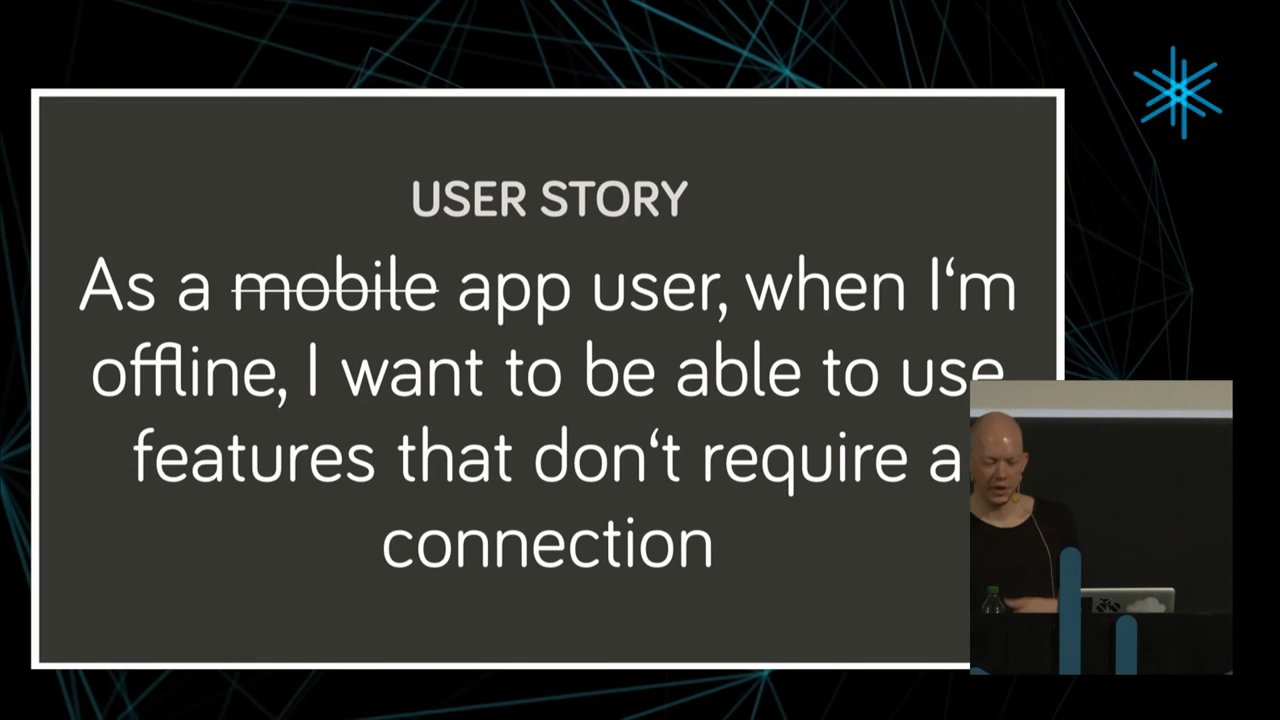 USER STORY
As a mobile app user, when I‘m
offline, I want to be able to use
features that don‘t require a
connection